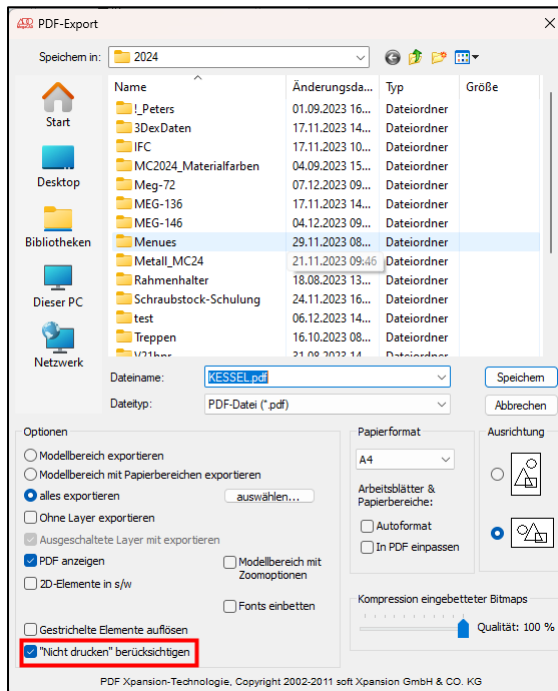 PDF-Export
Speichern in: 2024
Name Änderungsda... Typ Größe
!_Peters 01.09.2023 16... Dateiordner
3DexDaten 17.11.2023 14... Dateiordner
IFC 17.11.2023 10... Dateiordner
MC2024_Materialfarben 04.09.2023 15... Dateiordner
Meg-72 07.12.2023 09... Dateiordner
MEG-136 17.11.2023 14... Dateiordner
MEG-146 04.12.2023 09... Dateiordner
Menues 29.11.2023 08... Dateiordner
Metall_MC24 21.11.2023 09:46 Dateiordner
Rahmenhalter 18.08.2023 13... Dateiordner
Schraubstock-Schulung 24.11.2023 16... Dateiordner
test 06.12.2023 14... Dateiordner
Treppen 16.10.2023 08... Dateiordner
V21hps 31.08.2023 14 Dateiordner
Start
Desktop
Bibliotheken
Dieser PC
Netzwerk
Dateiname: KESSEL.pdf Speichern
Dateityp: PDF-Datei (*.pdf) Abbrechen
Optionen
Modellbereich exportieren
Modellbereich mit Papierbereichen exportieren
alles exportieren auswählen...
Ohne Layer exportieren
Ausgeschaltete Layer mit exportieren
PDF anzeigen
Modellbereich mit
Zoomoptionen
2D-Elemente in s/w
Fonts einbetten
Gestrichelte Elemente auflösen
"Nicht drucken" berücksichtigen
Papierformat
A4
Arbeitsblätter &
Papierbereiche:
Autoformat
In PDF einpassen
Ausrichtung
Kompression eingebetteter Bitmaps
Qualität: 100 %
PDF Xpansion-Technologie, Copyright 2002-2011 soft Xpansion GmbH & CO. KG